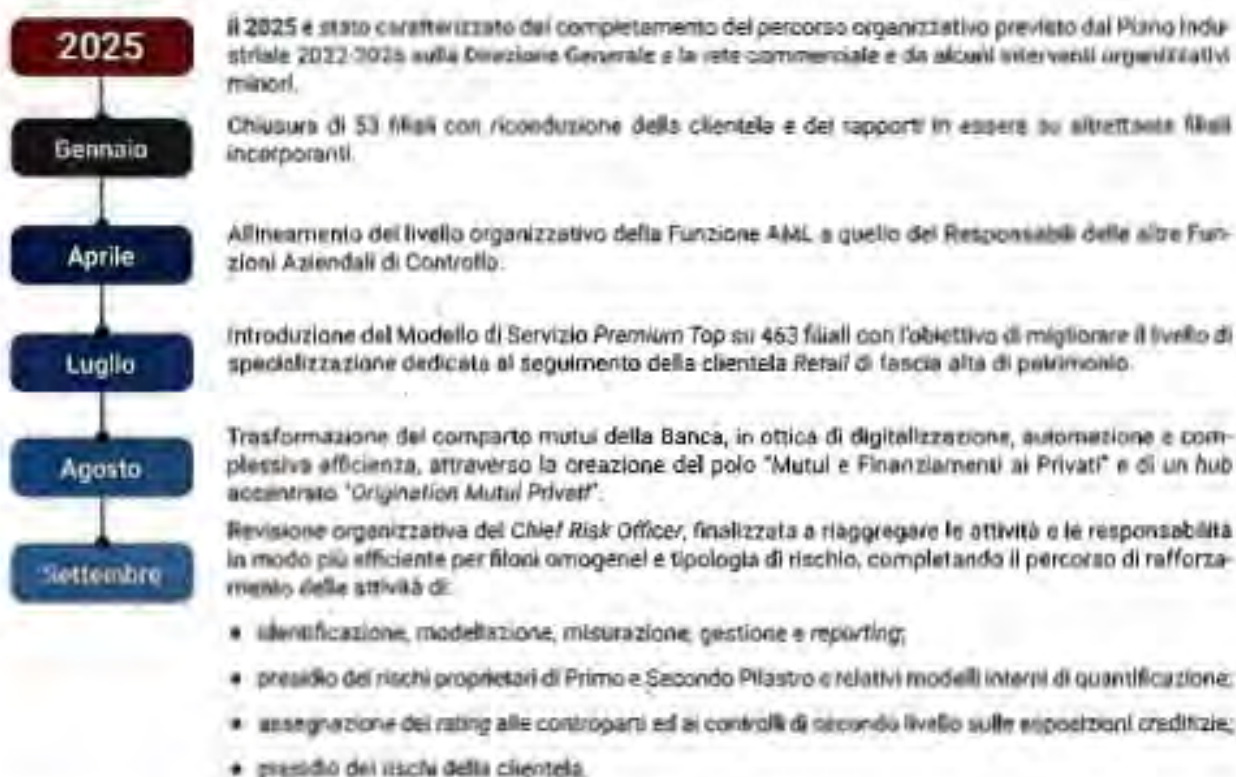 2025
Il 2025 è stato caratterizzato dal completamento del percorso organizzativo previsto dal Piano Indu-
striale 2022-2026 sulla Direzione Generale e la rete commerciale e da alcuni interventi organizzativi
minori.
Gennaio
Chiusura di 53 filiali con riconduzione della clientela e dei rapporti in essere su altrettante filiali
incorporanti.
Aprile
Allineamento del livello organizzativo della Funzione AML a quello dei Responsabili delle altre Fun-
zioni Aziendali di Controllo.
Luglio
Introduzione del Modello di Servizio Premium Top su 463 filiali con l'obiettivo di migliorare il livello di
specializzazione dedicata al seguimento della clientela Retail di fascia alta di patrimonio.
Agosto
Trasformazione del comparto mutui della Banca, in ottica di digitalizzazione, automazione e com-
plessiva efficienza, attraverso la creazione del polo "Mutui e Finanziamenti ai Privati" e di un hub
accentrato "Origination Mutui Privati".
Settembre
Revisione organizzativa del Chief Risk Officer, finalizzata a riaggregare le attività e le responsabilità
in modo più efficiente per filoni omogenei e tipologia di rischio, completando il percorso di rafforza-
mento delle attività di:
• identificazione, modellazione, misurazione, gestione e reporting;
• presidio dei rischi proprietari di Primo e Secondo Pilastro e relativi modelli interni di quantificazione;
• assegnazione dei rating alle controparti ed ai controlli di secondo livello sulle esposizioni creditizie;
• presidio dei rischi della clientela.